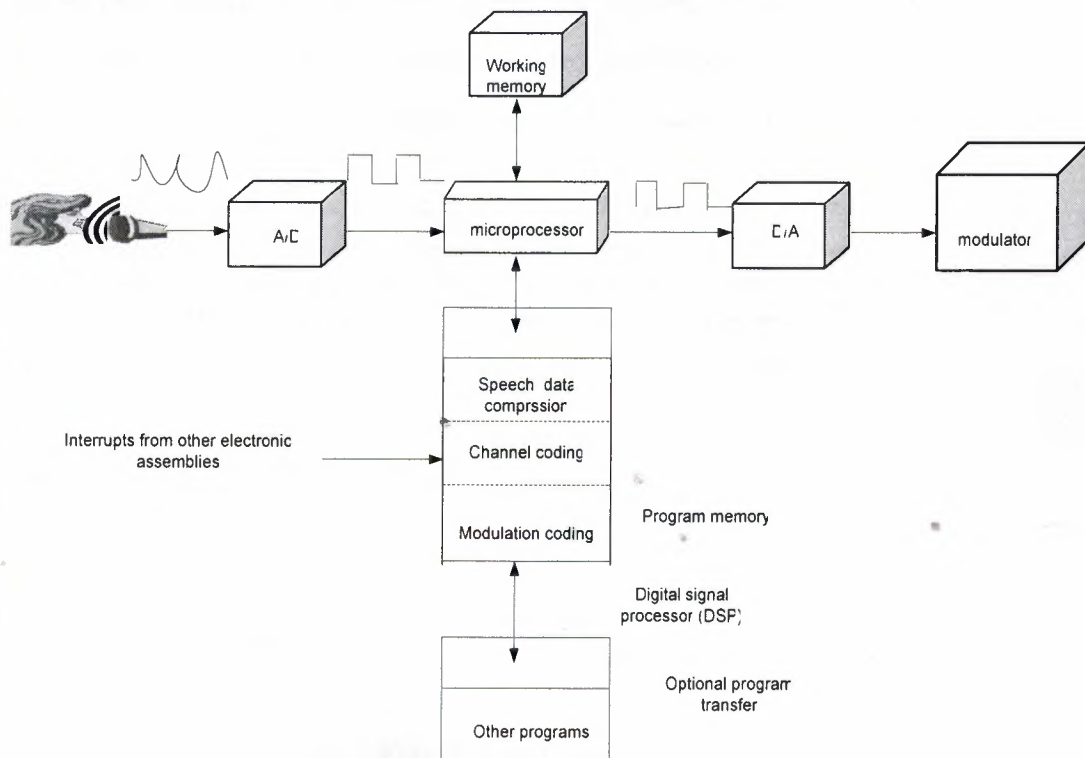 Working
memory
A/D
microprocessor
D/A
modulator
Speech data
comprssion
Interrupts from other electronic
assemblies
Channel coding
Modulation coding
Program memory
Digital signal
processor (DSP)
Optional program
transfer
Other programs